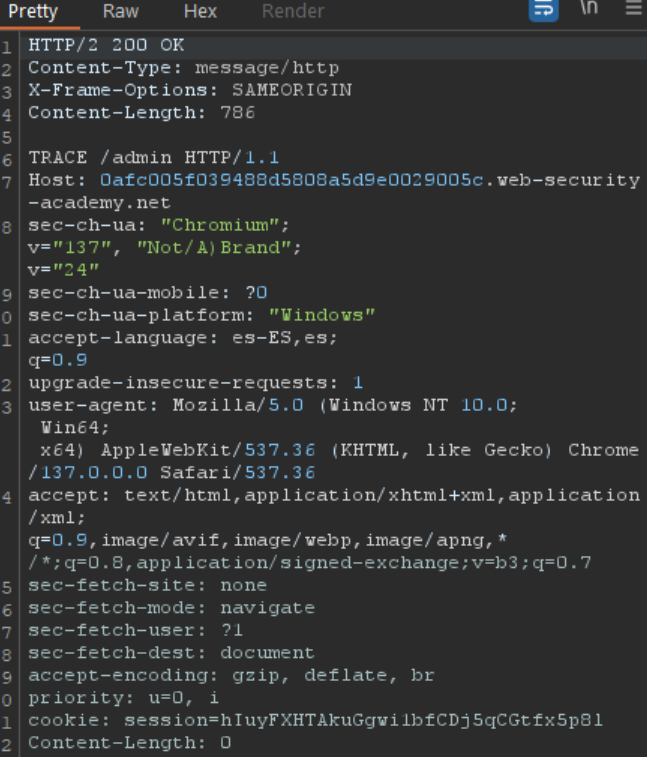 Pretty Raw Hex Render \n
1 HTTP/2 200 OK
2 Content-Type: message/http
3 X-Frame-Options: SAMEORIGIN
4 Content-Length: 786
5
6 TRACE /admin HTTP/1.1
7 Host: 0afc005f039488d5808a5d9e0029005c.web-security
-academy.net
8 sec-ch-ua: "Chromium";
v="137", "Not/A)Brand";
v="24"
9 sec-ch-ua-mobile: ?0
0 sec-ch-ua-platform: "Windows"
1 accept-language: es-ES,es;
q=0.9
2 upgrade-insecure-requests: 1
3 user-agent: Mozilla/5.0 (Windows NT 10.0;
Win64;
x64) AppleWebKit/537.36 (KHTML, like Gecko) Chrome
/137.0.0.0 Safari/537.36
4 accept: text/html,application/xhtml+xml,application
/xml;
q=0.9,image/avif,image/webp,image/apng,*
/*;q=0.8,application/signed-exchange;v=b3;q=0.7
5 sec-fetch-site: none
6 sec-fetch-mode: navigate
7 sec-fetch-user: ?1
8 sec-fetch-dest: document
9 accept-encoding: gzip, deflate, br
0 priority: u=0, i
1 cookie: session=hIuyFXHTAkuGgwi1bfCDj5qCGtfx5p8l
2 Content-Length: 0